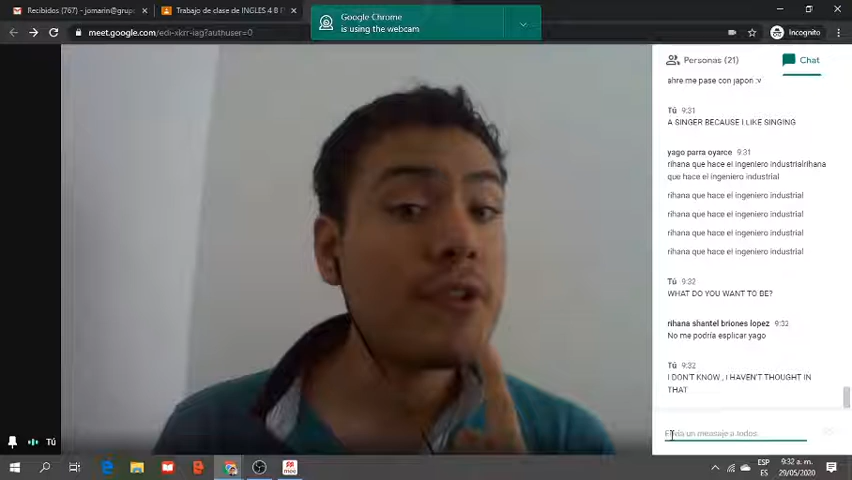 Recibidos (767) - jomarin@grup
Trabajo de clase de INGLES 4 B
Google Chrome
is using the webcam
meet.google.com/edi-xkrr-iag?authuser=0
Incognito
Personas (21)
Chat
ahre me pase con japon :v
Tú 9:31
A SINGER BECAUSE I LIKE SINGING
yago parra oyarce 9:31
rihana que hace el ingeniero industrialrihana
que hace el ingeniero industrial
rihana que hace el ingeniero industrial
rihana que hace el ingeniero industrial
rihana que hace el ingeniero industrial
rihana que hace el ingeniero industrial
Tú 9:32
WHAT DO YOU WANT TO BE?
rihana shantel briones lopez 9:32
No me podría esplicar yago
Tú 9:32
I DON'T KNOW , I HAVEN'T THOUGHT IN
THAT
Envía un mensaje a todos
Tú
ESP
ES
9:32 a. m.
29/05/2020